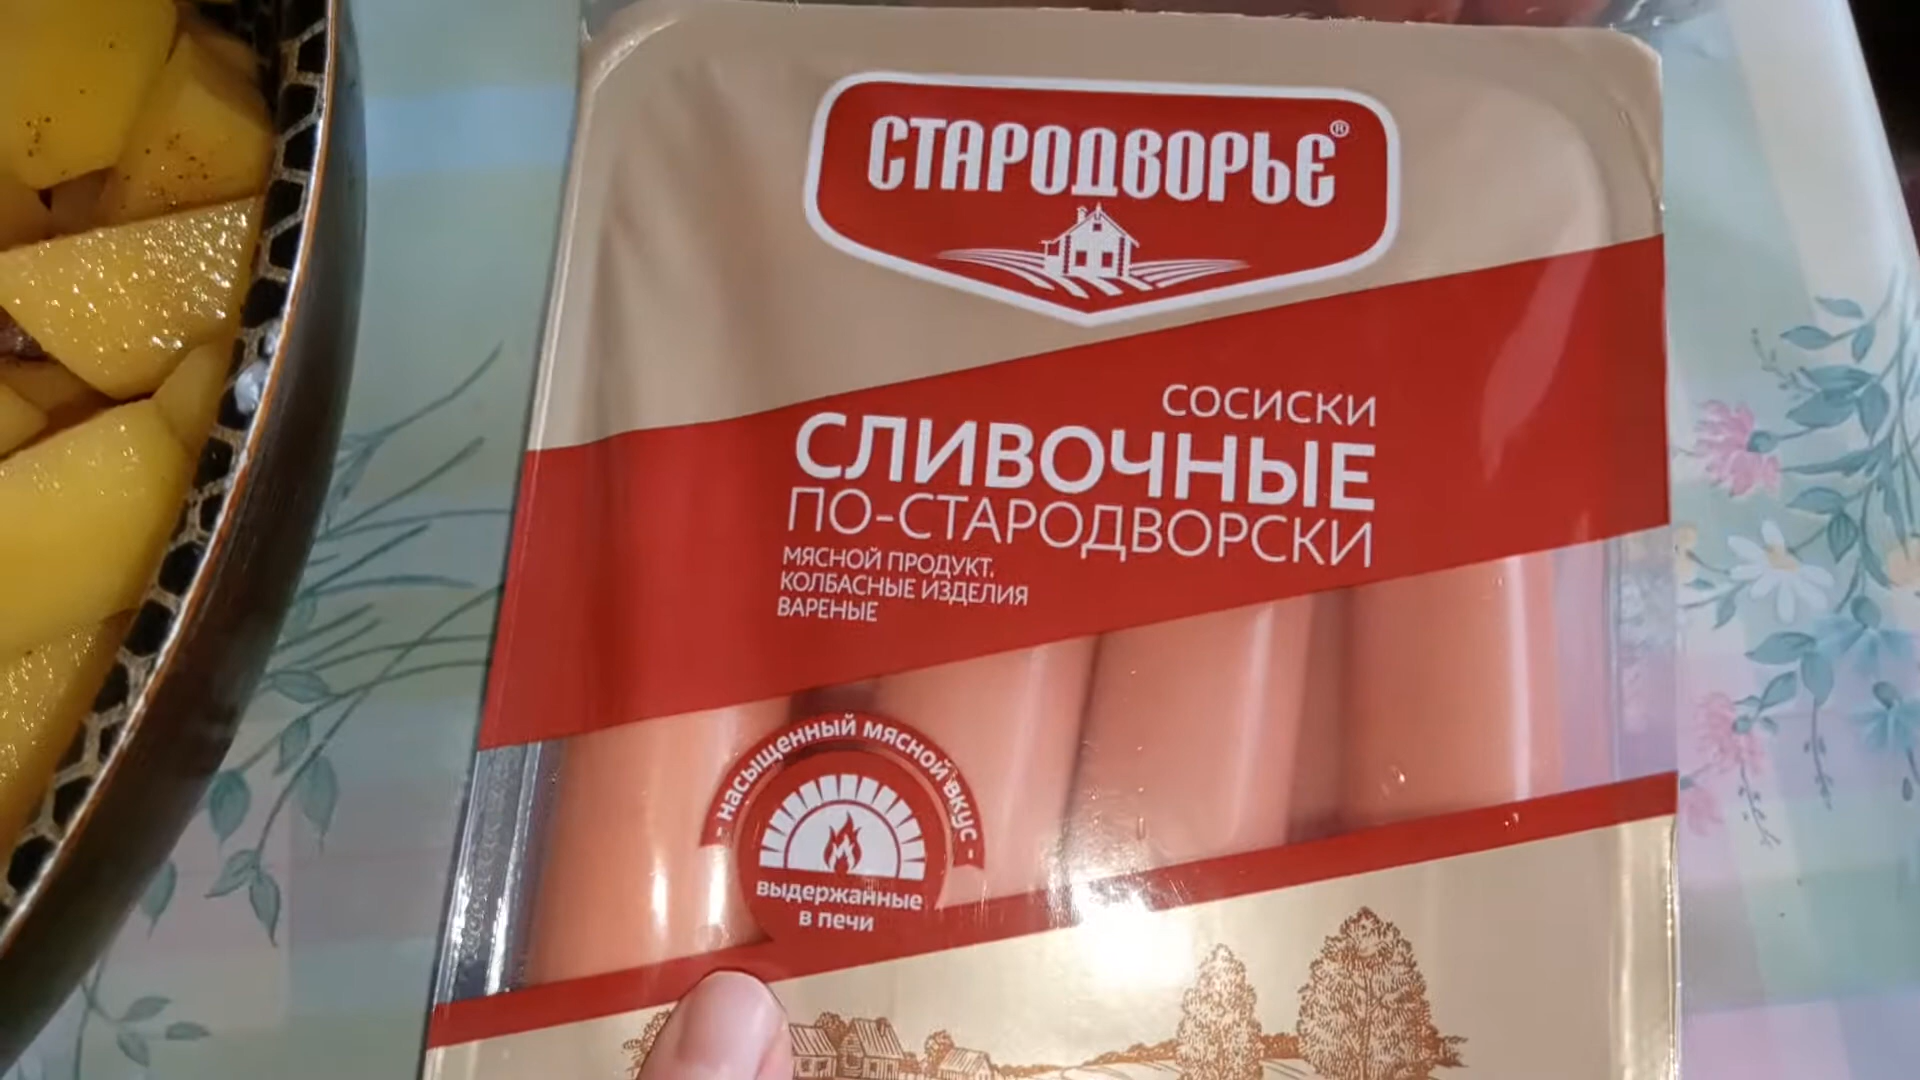 СТАРОДВОРЬЕ®
СОСИСКИ
СЛИВОЧНЫЕ
ПО-СТАРОДВОРСКИ
МЯСНОЙ ПРОДУКТ.
КОЛБАСНЫЕ ИЗДЕЛИЯ
ВАРЕНЫЕ
- насыщенный мясной вкус -
выдержанные
в печи